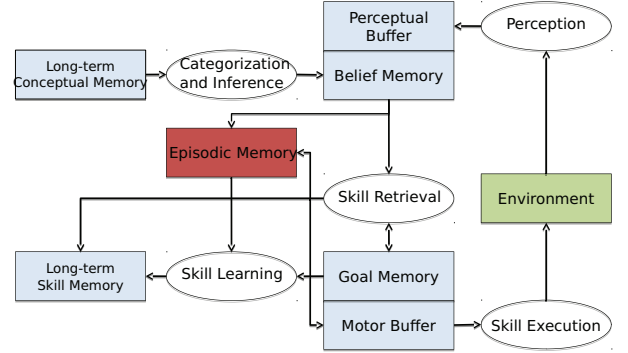 Perceptual
Buffer
Perception
Long-term
Conceptual Memory
Categorization
and Inference
Belief Memory
Episodic Memory
Skill Retrieval
Environment
Long-term
Skill Memory
Skill Learning
Goal Memory
Motor Buffer
Skill Execution